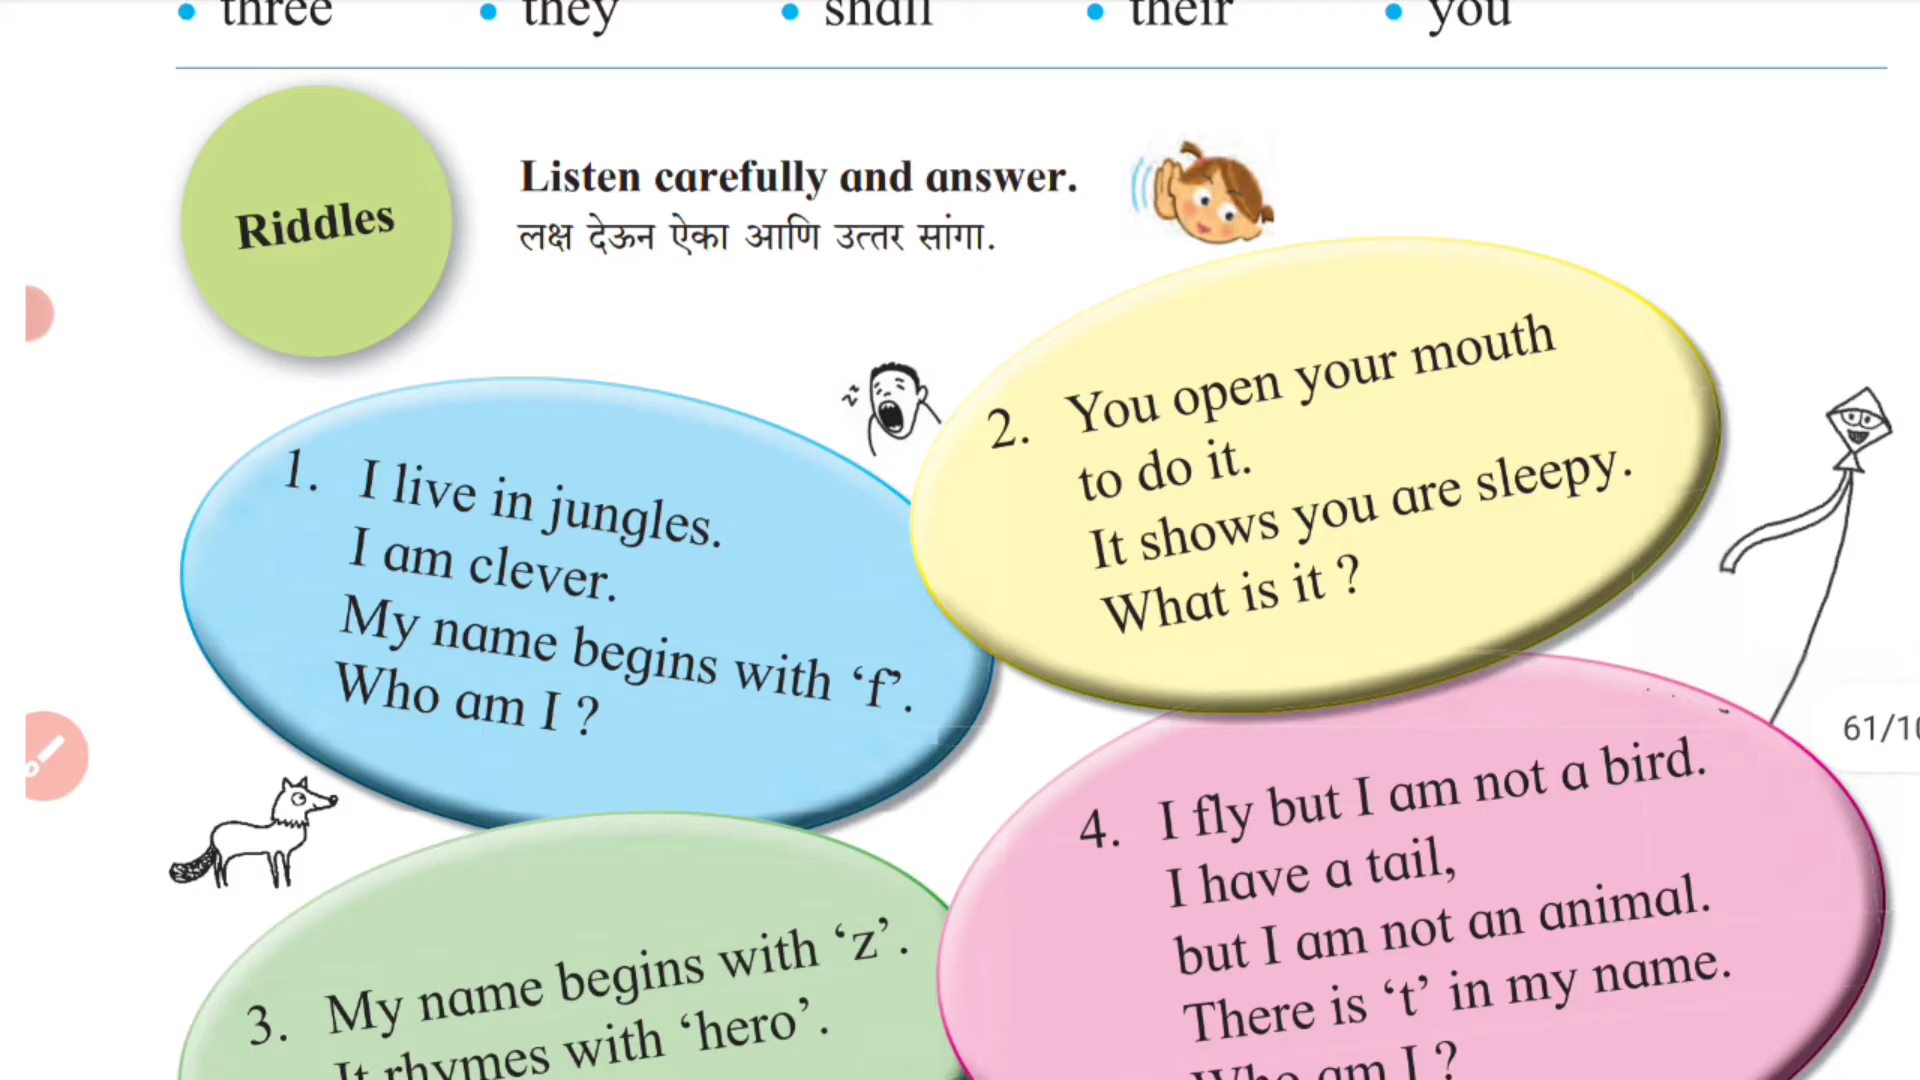 • three • they • shall • their • you
Riddles
Listen carefully and answer.
लक्ष देऊन ऐका आणि उत्तर सांगा.
1. I live in jungles.
I am clever.
My name begins with ‘f’.
Who am I ?
2. You open your mouth
to do it.
It shows you are sleepy.
What is it ?
3. My name begins with ‘z’.
It rhymes with ‘hero’.
4. I fly but I am not a bird.
I have a tail,
but I am not an animal.
There is ‘t’ in my name.
Who am I ?
61/10